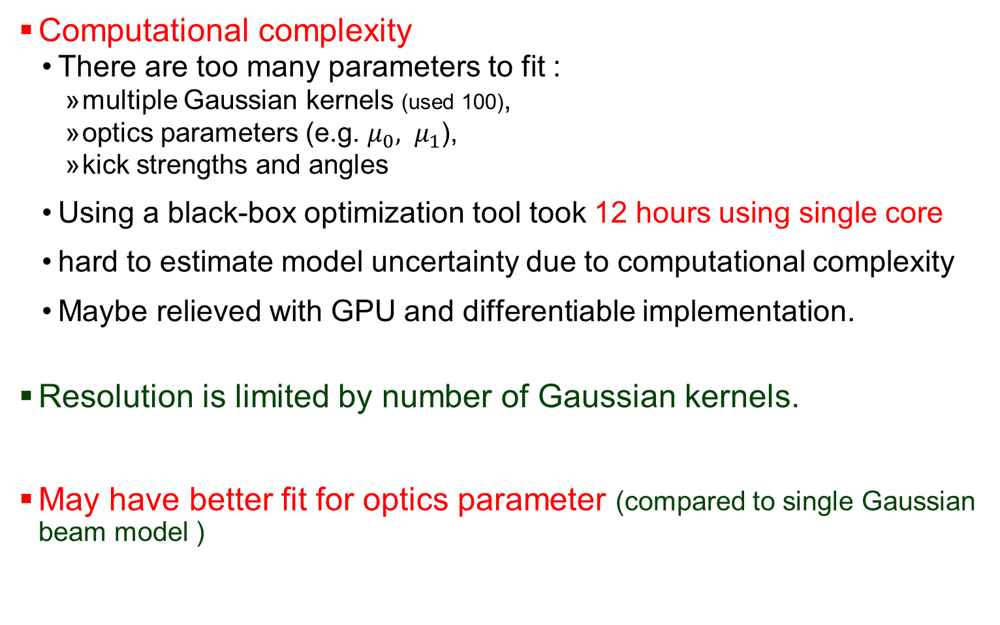 ▪ Computational complexity
• There are too many parameters to fit :
» multiple Gaussian kernels (used 100),
» optics parameters (e.g. 𝜇₀, 𝜇₁),
» kick strengths and angles
• Using a black-box optimization tool took 12 hours using single core
• hard to estimate model uncertainty due to computational complexity
• Maybe relieved with GPU and differentiable implementation.
▪ Resolution is limited by number of Gaussian kernels.
▪ May have better fit for optics parameter (compared to single Gaussian
beam model )